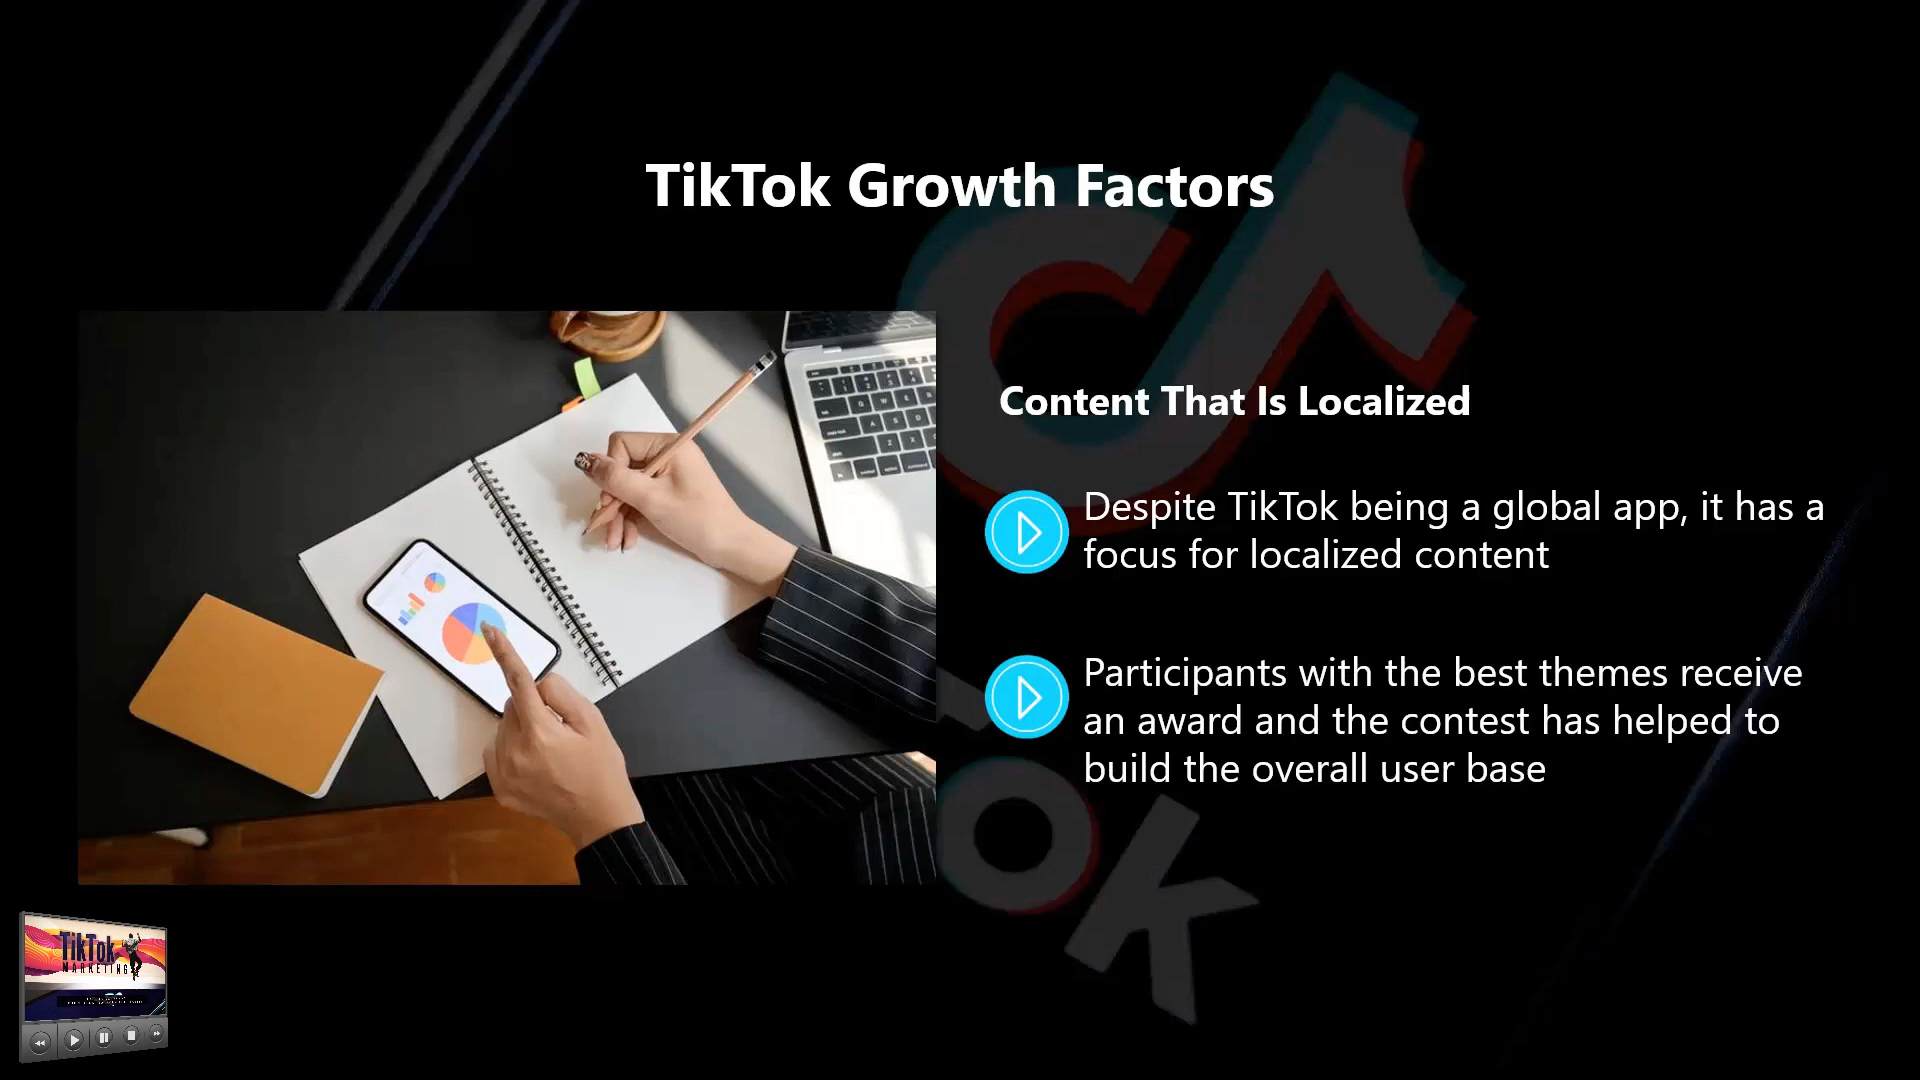 TikTok Growth Factors
Content That Is Localized
Despite TikTok being a global app, it has a
focus for localized content
Participants with the best themes receive
an award and the contest has helped to
build the overall user base
Tok
TikTok
MARKETING